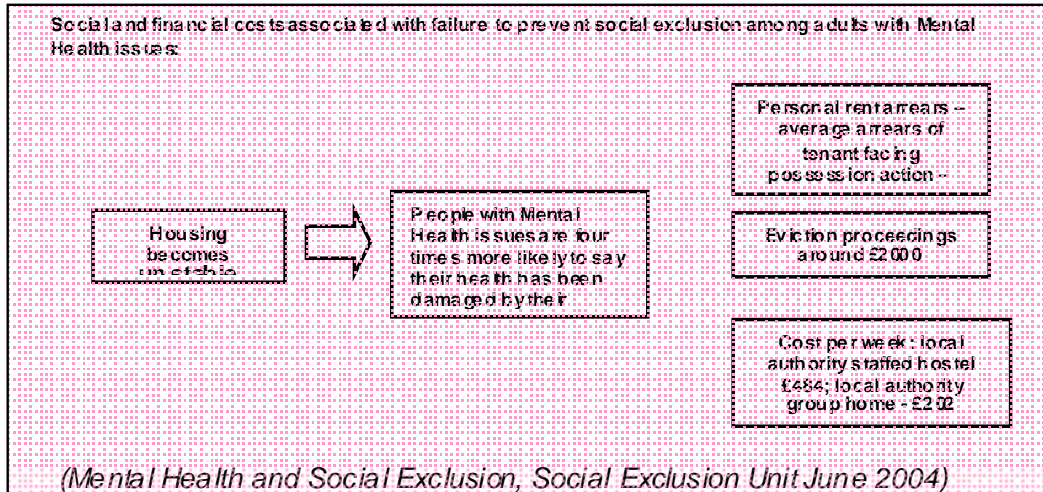 Social and financial costs associated with failure to prevent social exclusion among adults with Mental
Health issues:
Housing
becomes
unstable
People with Mental
Health issues are four
times more likely to say
their health has been
damaged by their
Personal rent arrears –
average arrears of
tenant facing
possession action –
Eviction proceedings
around £2000
Cost per week: local
authority staffed hostel
£484; local authority
group home - £202
(Mental Health and Social Exclusion, Social Exclusion Unit June 2004)